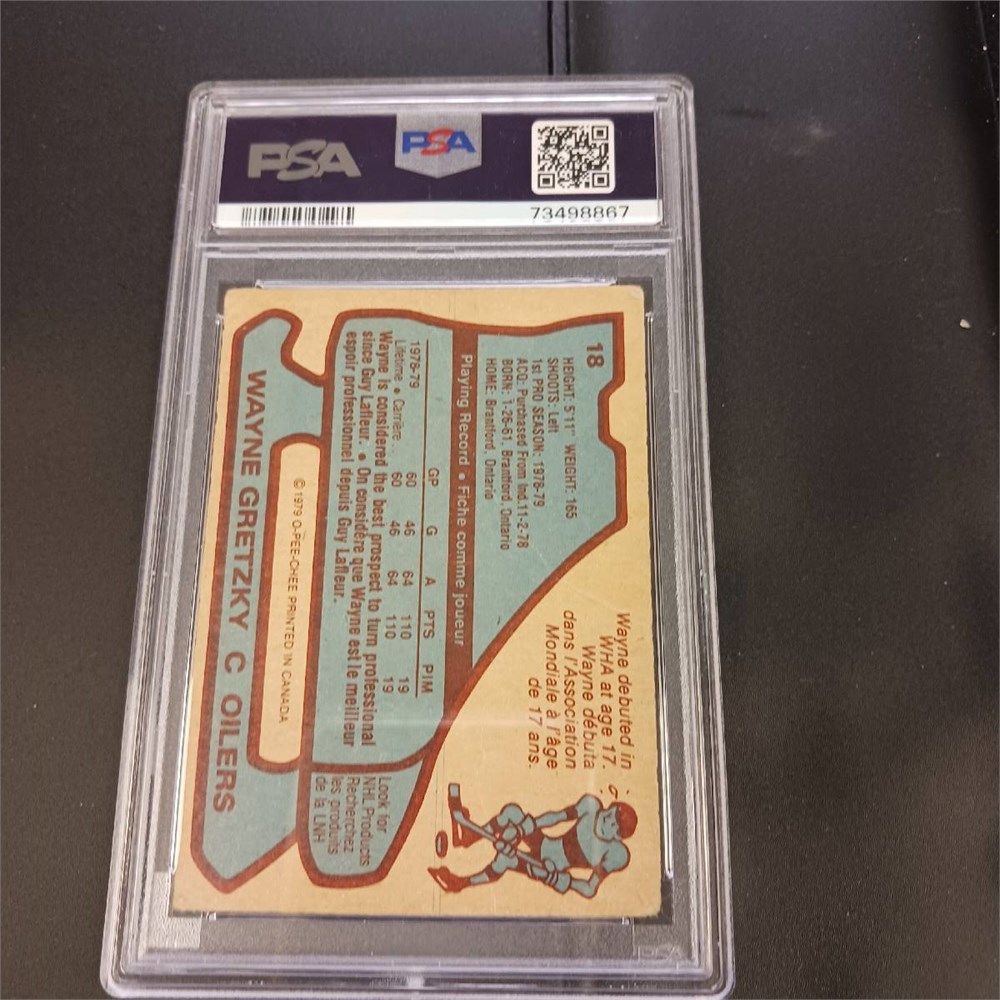 PSA
PSA
73498867
18
HEIGHT: 5'11" WEIGHT: 165
SHOOTS: Left
1st PRO SEASON: 1978-79
ACQ: Purchased From Ind. 11-2-78
BORN: 1-26-61, Brantford, Ontario
HOME: Brantford, Ontario
Wayne debuted in
WHA at age 17.
Wayne débuta
dans l'Association
Mondiale à l'âge
de 17 ans.
Playing Record • Fiche comme joueur
GP G A PTS PIM
1978-79 60 46 64 110 19
Lifetime • Carrière.. 60 46 64 110 19
Wayne is considered the best prospect to turn professional
since Guy Lafleur. • On considère que Wayne est le meilleur
espoir professionnel depuis Guy Lafleur.
Look for
NHL Products
Recherchez
les produits
de la LNH
©1979 O-PEE-CHEE PRINTED IN CANADA
WAYNE GRETZKY C OILERS